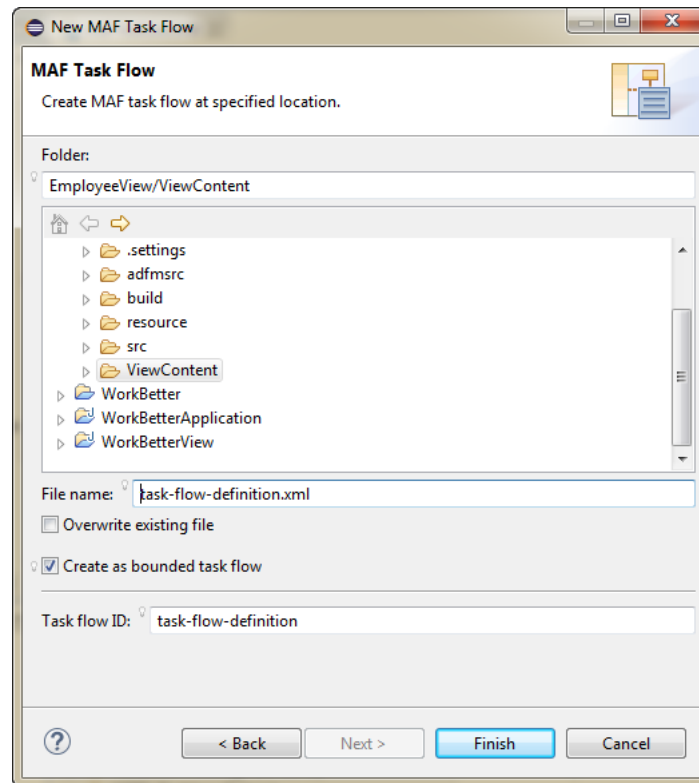 New MAF Task Flow
MAF Task Flow
Create MAF task flow at specified location.
Folder:
EmployeeView/ViewContent
.settings
adfmsrc
build
resource
src
ViewContent
WorkBetter
WorkBetterApplication
WorkBetterView
File name: task-flow-definition.xml
Overwrite existing file
Create as bounded task flow
Task flow ID: task-flow-definition
? < Back Next > Finish Cancel